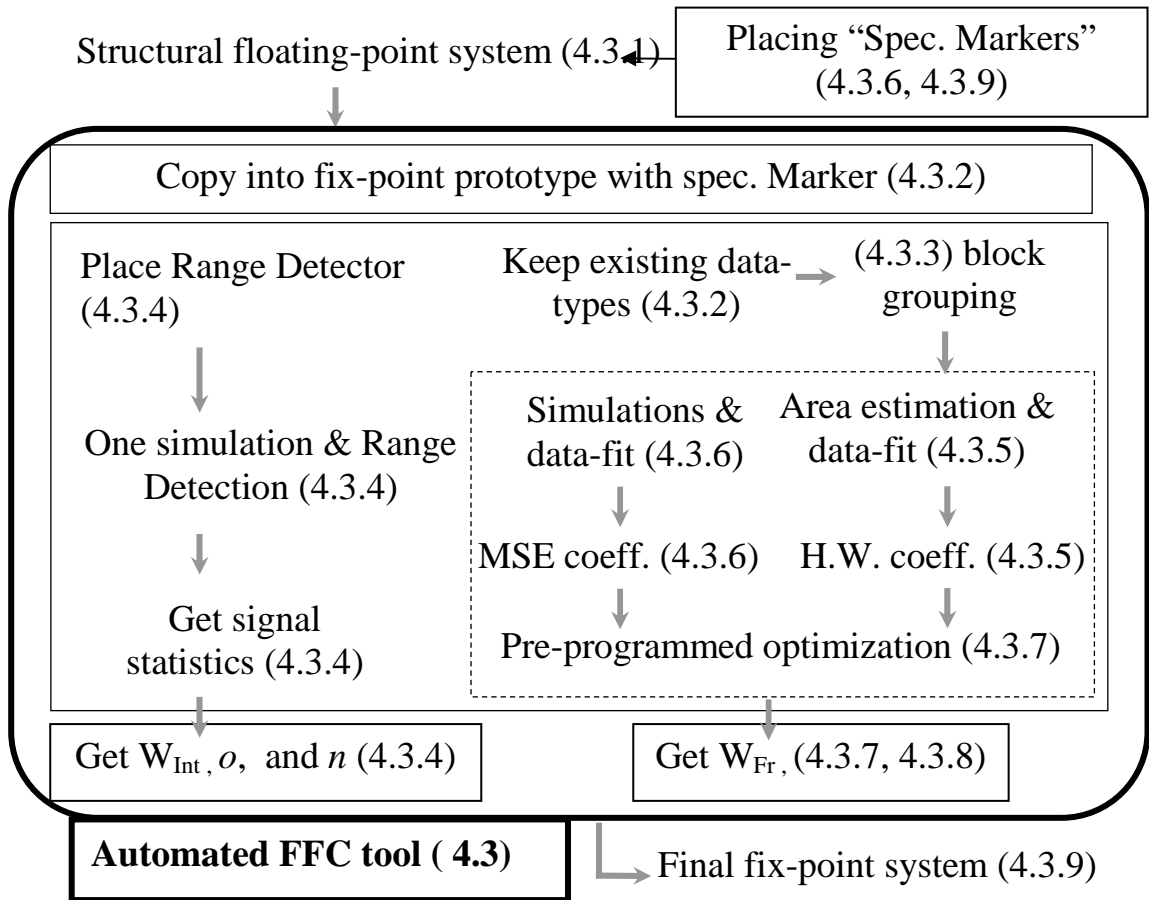 Structural floating-point system (4.3.1)
Placing “Spec. Markers”
(4.3.6, 4.3.9)
Copy into fix-point prototype with spec. Marker (4.3.2)
Place Range Detector
(4.3.4)
One simulation & Range
Detection (4.3.4)
Get signal
statistics (4.3.4)
Get W_Int, o, and n (4.3.4)
Keep existing data-
types (4.3.2)
(4.3.3) block
grouping
Simulations &
data-fit (4.3.6)
Area estimation &
data-fit (4.3.5)
MSE coeff. (4.3.6)
H.W. coeff. (4.3.5)
Pre-programmed optimization (4.3.7)
Get W_Fr, (4.3.7, 4.3.8)
Automated FFC tool ( 4.3)
Final fix-point system (4.3.9)